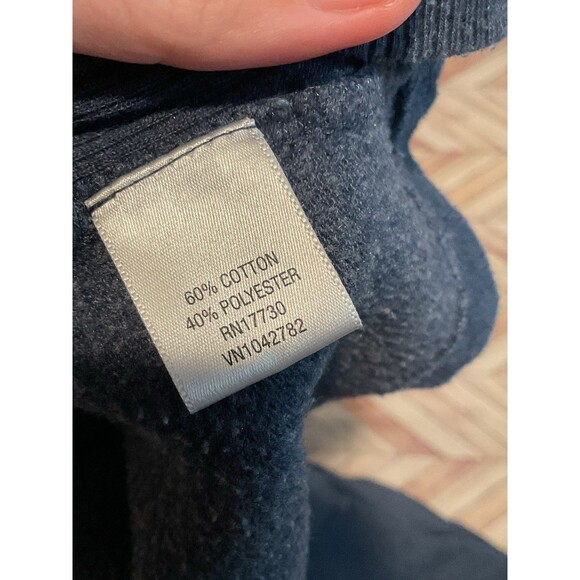 60% COTTON
40% POLYESTER
RN17730
VN1042782